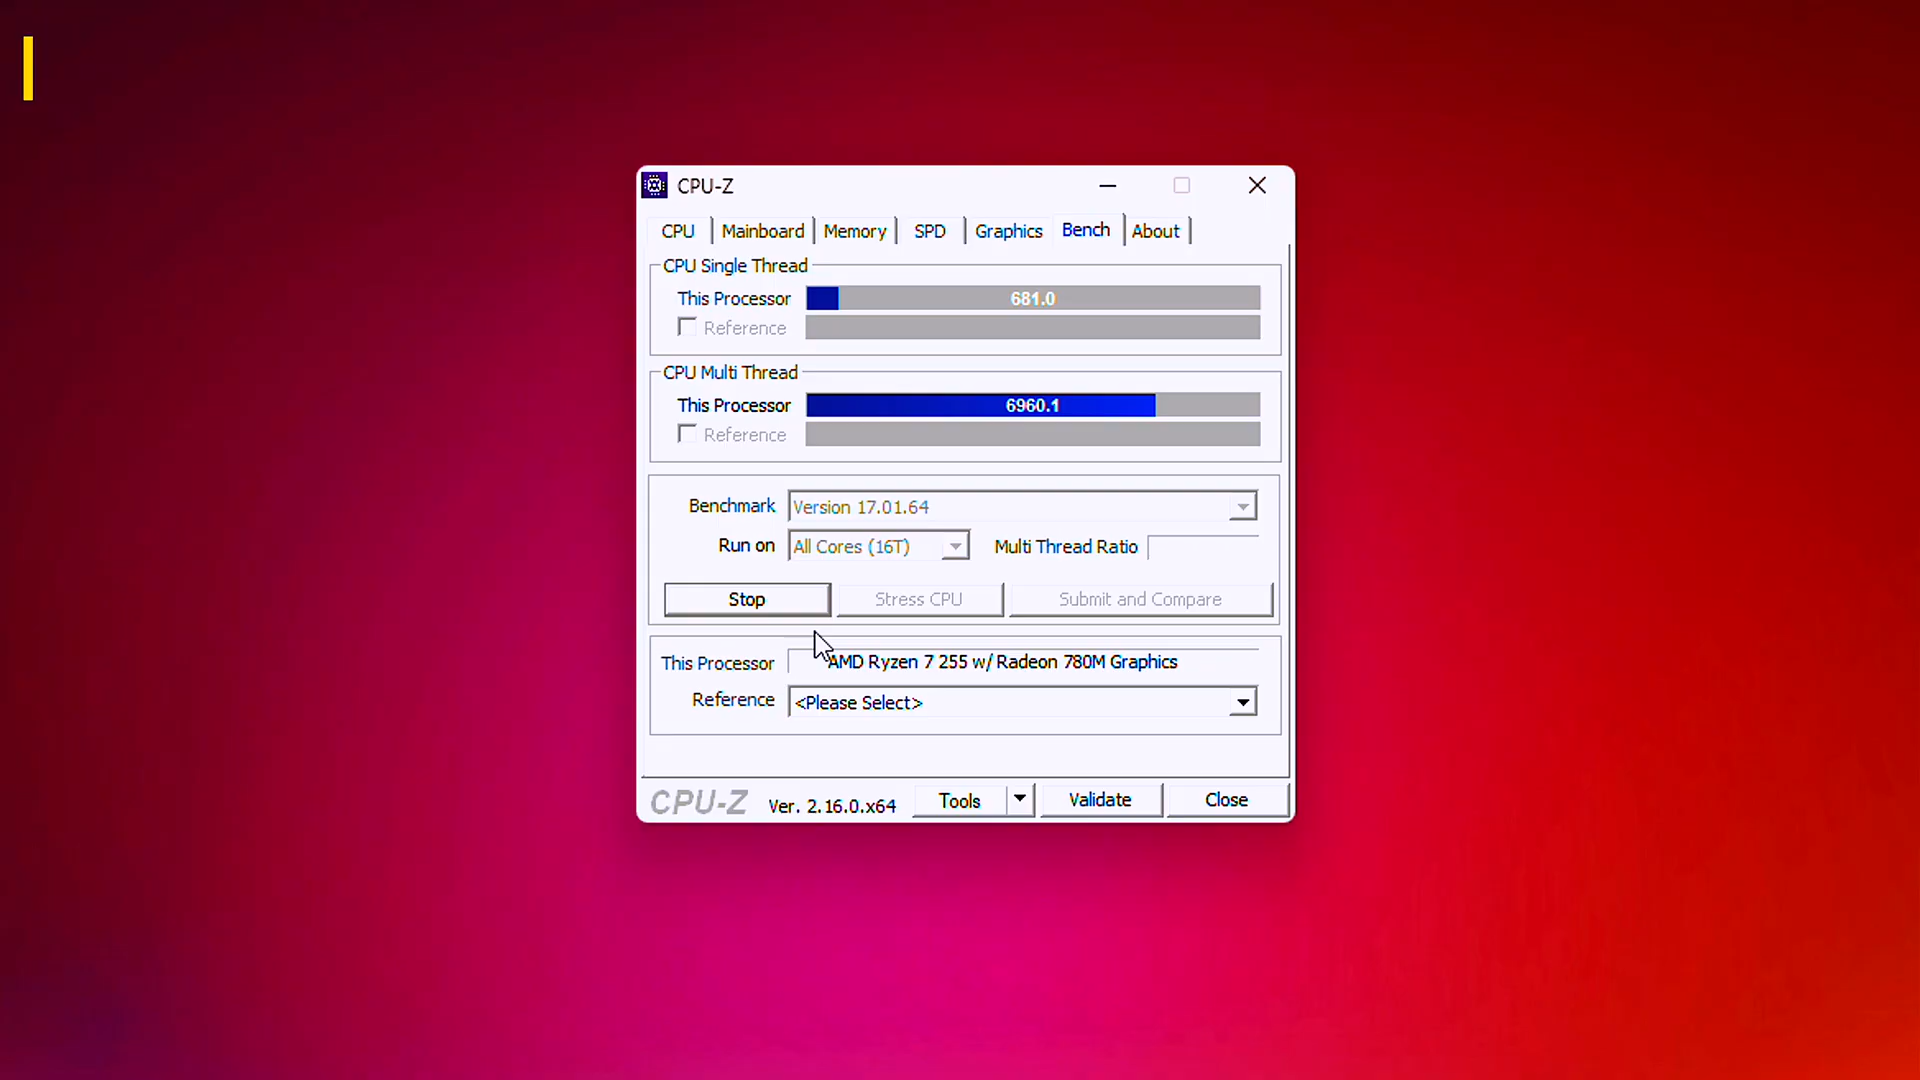 CPU-Z
CPU Mainboard Memory SPD Graphics Bench About
CPU Single Thread
This Processor 681.0
Reference
CPU Multi Thread
This Processor 6960.1
Reference
Benchmark Version 17.01.64
Run on All Cores (16T) Multi Thread Ratio
Stop Stress CPU Submit and Compare
This Processor AMD Ryzen 7 255 w/ Radeon 780M Graphics
Reference <Please Select>
CPU-Z Ver. 2.16.0.x64 Tools Validate Close